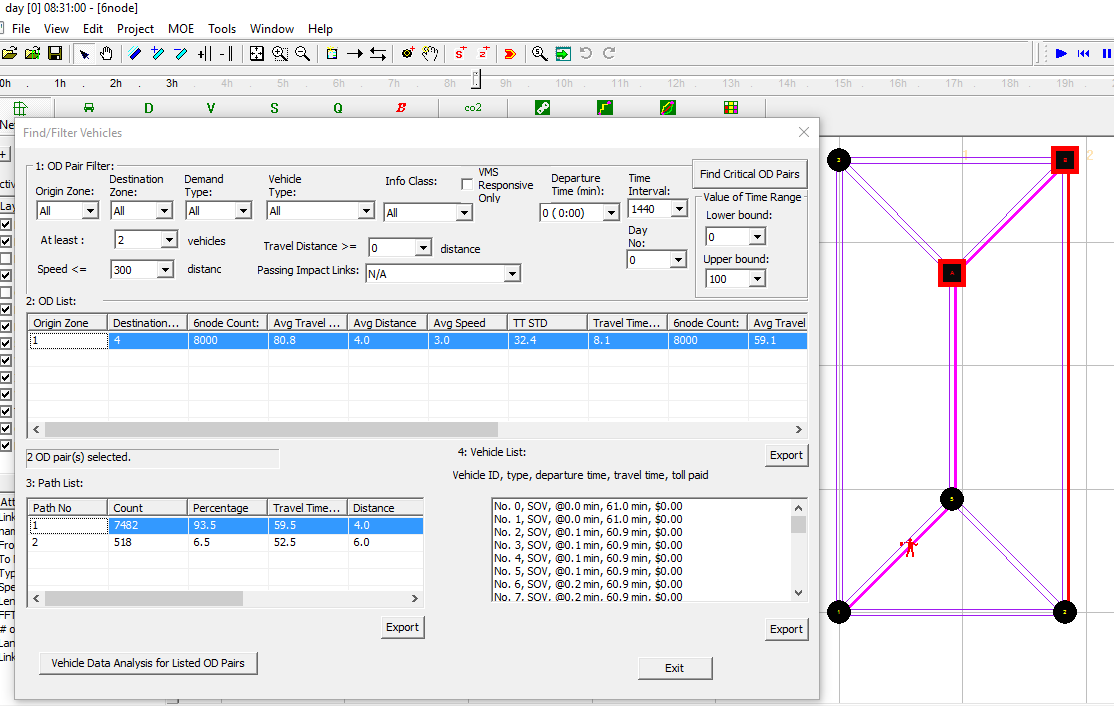 day [0] 08:31:00 - [6node]
File View Edit Project MOE Tools Window Help
0h 1h 2h 3h 4h 5h 6h 7h 8h 9h 10h 11h 12h 13h 14h 15h 16h 17h 18h 19h
D V S Q B co2
Find/Filter Vehicles
1: OD Pair Filter:
Origin Zone: Destination Zone: Demand Type: Vehicle Type: Info Class: VMS Responsive Only Departure Time (min): Time Interval:
All All All All All 0 ( 0:00) 1440
Find Critical OD Pairs
Value of Time Range
Lower bound:
0
Upper bound:
100
At least : 2 vehicles Travel Distance >= 0 distance Day No: 0
Speed <= 300 distanc Passing Impact Links: N/A
2: OD List:
Origin Zone Destination... 6node Count: Avg Travel ... Avg Distance Avg Speed TT STD Travel Time... 6node Count: Avg Travel
1 4 8000 80.8 4.0 3.0 32.4 8.1 8000 59.1
2 OD pair(s) selected.
4: Vehicle List:
Export
Vehicle ID, type, departure time, travel time, toll paid
3: Path List:
Path No Count Percentage Travel Time... Distance
1 7482 93.5 59.5 4.0
2 518 6.5 52.5 6.0
No. 0, SOV, @0.0 min, 61.0 min, $0.00
No. 1, SOV, @0.0 min, 61.0 min, $0.00
No. 2, SOV, @0.1 min, 60.9 min, $0.00
No. 3, SOV, @0.1 min, 60.9 min, $0.00
No. 4, SOV, @0.1 min, 60.9 min, $0.00
No. 5, SOV, @0.1 min, 60.9 min, $0.00
No. 6, SOV, @0.2 min, 60.9 min, $0.00
No. 7, SOV, @0.2 min, 60.9 min, $0.00
Export
Export
Vehicle Data Analysis for Listed OD Pairs
Exit
1 2